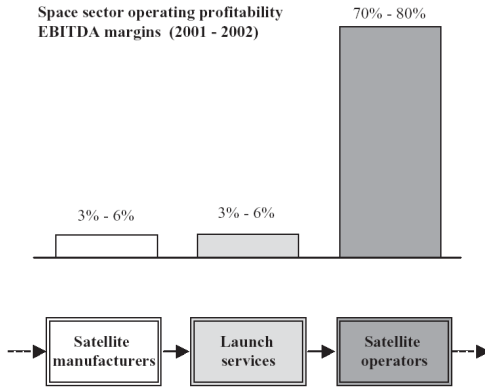 Space sector operating profitability
EBITDA margins (2001 - 2002)
70% - 80%
3% - 6%
3% - 6%
Satellite
manufacturers
Launch
services
Satellite
operators